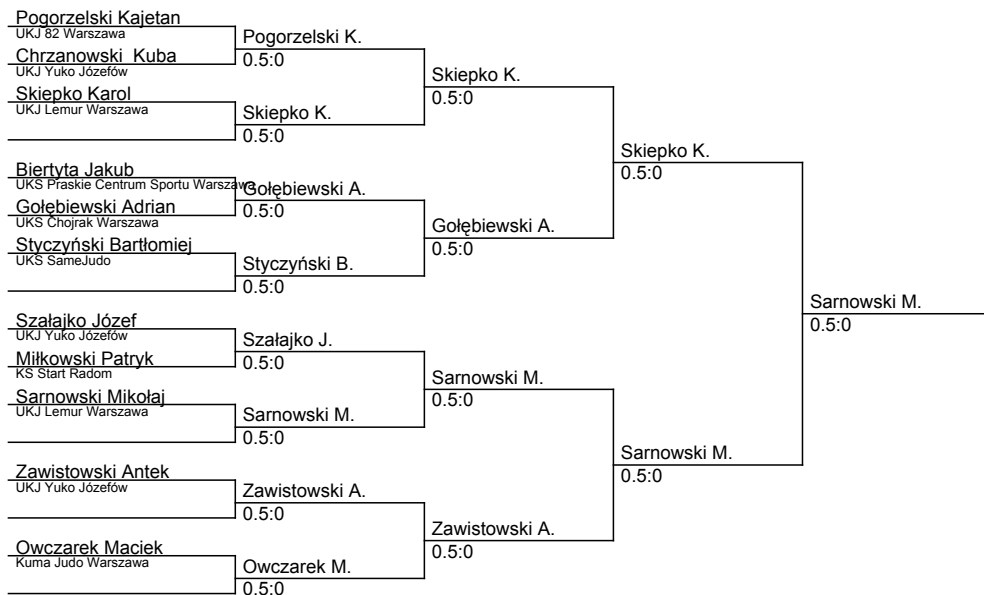 Pogorzelski Kajetan
UKJ 82 Warszawa
Chrzanowski  Kuba
UKJ Yuko Józefów
Skiepko Karol
UKJ Lemur Warszawa
Biertyta Jakub
UKS Praskie Centrum Sportu Warszawa
Gołębiewski Adrian
UKS Chojrak Warszawa
Styczyński Bartłomiej
UKS SameJudo
Szałajko Józef
UKJ Yuko Józefów
Miłkowski Patryk
KS Start Radom
Sarnowski Mikołaj
UKJ Lemur Warszawa
Zawistowski Antek
UKJ Yuko Józefów
Owczarek Maciek
Kuma Judo Warszawa
Pogorzelski K.
0.5:0
Skiepko K.
0.5:0
Gołębiewski A.
0.5:0
Styczyński B.
0.5:0
Szałajko J.
0.5:0
Sarnowski M.
0.5:0
Zawistowski A.
0.5:0
Owczarek M.
0.5:0
Skiepko K.
0.5:0
Gołębiewski A.
0.5:0
Sarnowski M.
0.5:0
Zawistowski A.
0.5:0
Skiepko K.
0.5:0
Sarnowski M.
0.5:0
Sarnowski M.
0.5:0